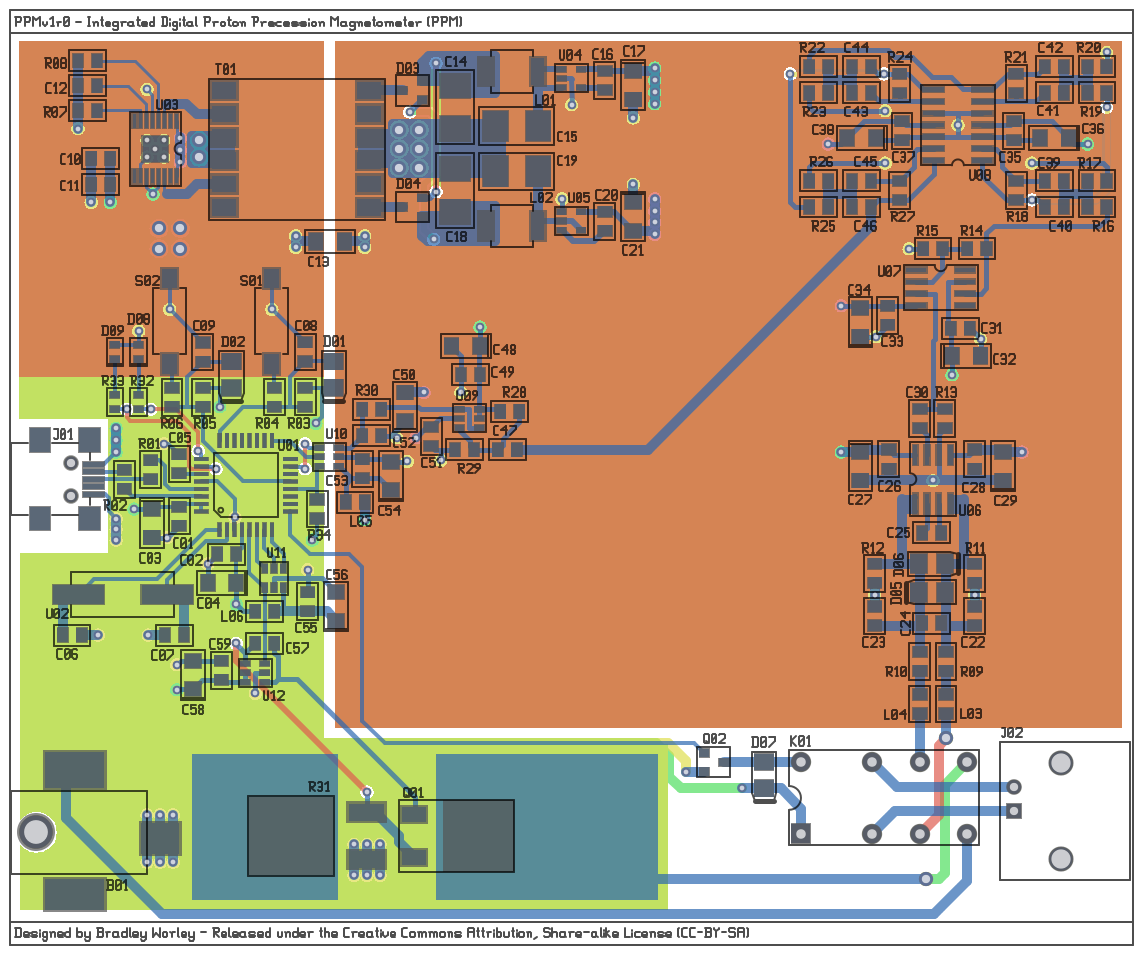 PPMv1r0 - Integrated Digital Proton Precession Magnetometer (PPM)
R08 T01 D03 C14 U04 C16 C17 R22 C44 R24 R21 C42 R20
C12
R07 U03 L01 R23 C43 C41 R19
C15 C38 C37 C35 C36
C10 C19 R26 C45 U08 C39 R17
C11 D04 L02 U05 C20 R27 R18
C18 C21 R25 C46 C40 R16
C13 R15 R14
S02 S01 U07
C34
D09 D08 C09 D02 C08 D01 C33 C31
C48 C32
R33 R32 C49
C50 U09 R28
R06 R05 R04 R03 R30 C47 C30 R13
J01 R01 C05 U01 U10 C52 C51 R29
C53 C26 C28
R02 L05 C54 C27 U06 C29
C03 C01 R34 C25
C02 U11 R12 D06 R11
C04 C56 D05
U02 L06 C55 C24
C06 C07 C59 C57 C23 C22
R10 R09
C58 U12 L04 L03
Q02 D07 K01 J02
R31 Q01
B01
Designed by Bradley Worley - Released under the Creative Commons Attribution, Share-alike License (CC-BY-SA)